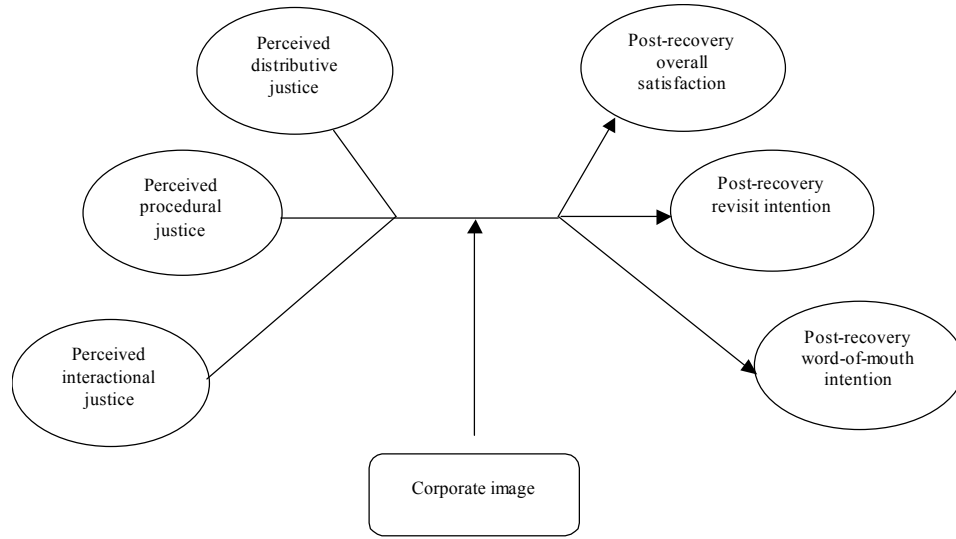 Perceived
distributive
justice
Post-recovery
overall
satisfaction
Perceived
procedural
justice
Post-recovery
revisit intention
Perceived
interactional
justice
Post-recovery
word-of-mouth
intention
Corporate image